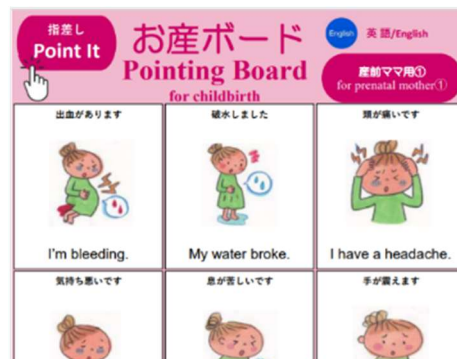 指差し
Point It
お産ボード
Pointing Board
for childbirth
English
英語/English
産前ママ用①
for prenatal mother①
出血があります
破水しました
頭が痛いです
I'm bleeding.
My water broke.
I have a headache.
気持ち悪いです
息が苦しいです
手が震えます